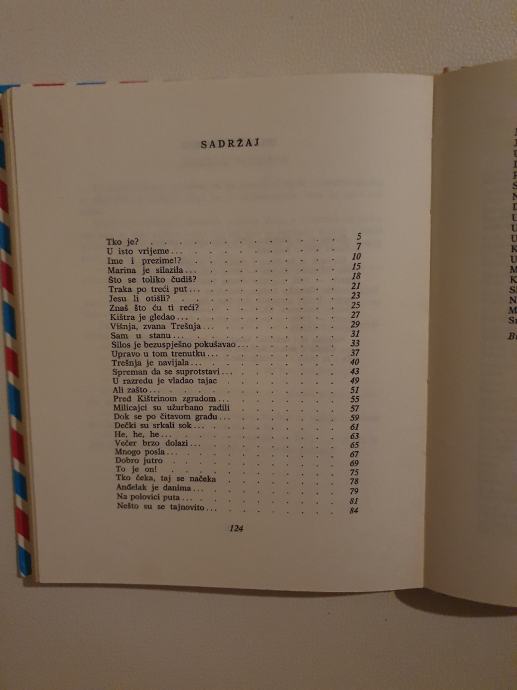 SADRŽAJ
Tko je? . . . . . . . . . . . . 5
U isto vrijeme... . . . . . . . . . . 7
Ime i prezime!? . . . . . . . . . . 10
Marina je silazila... . . . . . . . . . 15
Što se toliko čudiš? . . . . . . . . . 18
Traka po treći put... . . . . . . . . . 21
Jesu li otišli? . . . . . . . . . . 23
Znaš što ću ti reći? . . . . . . . . . 25
Kištra je gledao... . . . . . . . . . 27
Višnja, zvana Trešnja... . . . . . . . . 29
Sam u stanu... . . . . . . . . . . 31
Silos je bezuspješno pokušavao... . . . . . . 33
Upravo u tom trenutku... . . . . . . . . 37
Trešnja je navijala... . . . . . . . . 40
Spreman da se suprotstavi... . . . . . . . 43
U razredu je vladao tajac . . . . . . . 49
Ali zašto... . . . . . . . . . . 51
Pred Kištrinom zgradom... . . . . . . . 55
Milicajci su užurbano radili . . . . . . . 57
Dok se po čitavom gradu... . . . . . . . 59
Dečki su srkali sok... . . . . . . . . 61
He, he, he... . . . . . . . . . . 63
Večer brzo dolazi... . . . . . . . . . 65
Mnogo posla... . . . . . . . . . . 67
Dobro jutro . . . . . . . . . . . 69
To je on! . . . . . . . . . . . 75
Tko čeka, taj se načeka . . . . . . . . 78
Anđelak je danima... . . . . . . . . . 79
Na polovici puta... . . . . . . . . . 81
Nešto su se tajnovito... . . . . . . . . 84
124